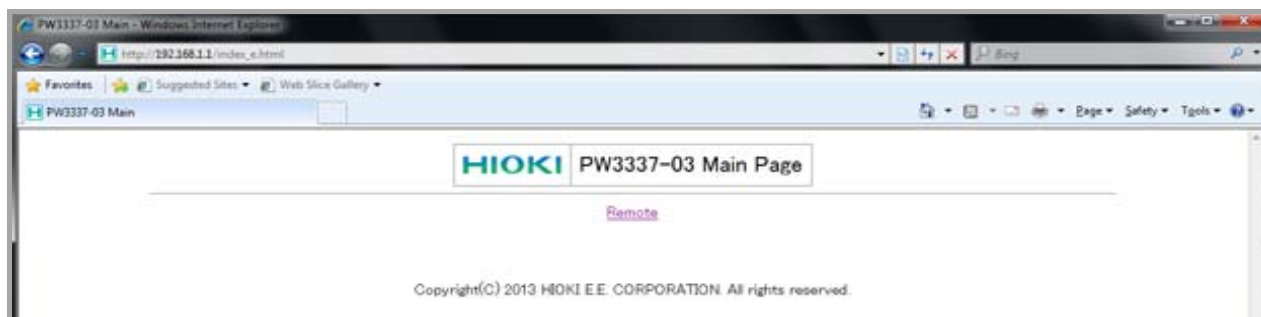 PW3337-03 Main - Windows Internet Explorer
http://192.168.1.1/index_e.html Bing
Favorites Suggested Sites Web Slice Gallery
PW3337-03 Main Page Safety Tools
HIOKI PW3337-03 Main Page
Remote
Copyright(C) 2013 HIOKI E.E. CORPORATION. All rights reserved.